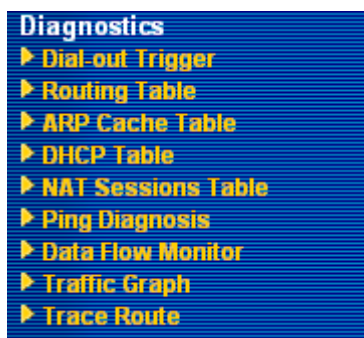 Diagnostics
Dial-out Trigger
Routing Table
ARP Cache Table
DHCP Table
NAT Sessions Table
Ping Diagnosis
Data Flow Monitor
Traffic Graph
Trace Route